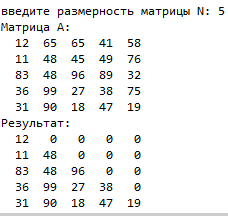 введите размерность матрицы N: 5
Матрица A:
12 65 65 41 58
11 48 45 49 76
83 48 96 89 32
36 99 27 38 75
31 90 18 47 19
Результат:
12 0 0 0 0
11 48 0 0 0
83 48 96 0 0
36 99 27 38 0
31 90 18 47 19